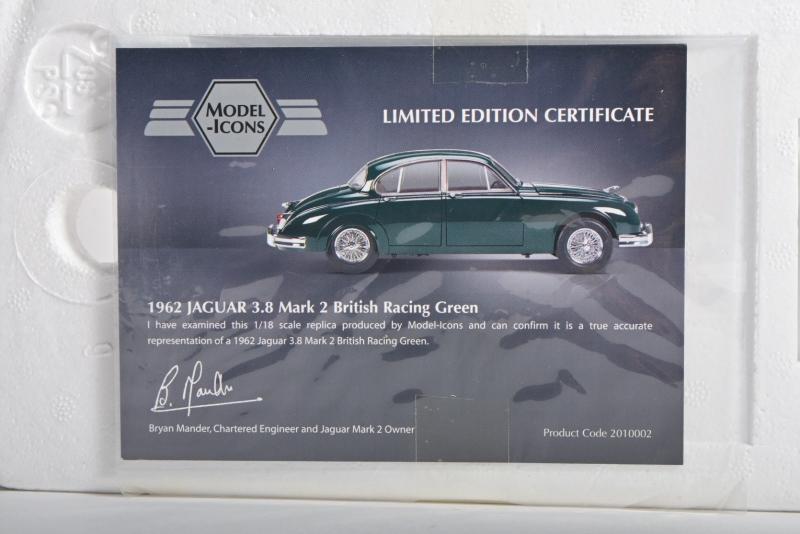 MODEL
-ICONS
LIMITED EDITION CERTIFICATE
1962 JAGUAR 3.8 Mark 2 British Racing Green
I have examined this 1/18 scale replica produced by Model-Icons and can confirm it is a true accurate
representation of a 1962 Jaguar 3.8 Mark 2 British Racing Green.
B. Mander
Bryan Mander, Chartered Engineer and Jaguar Mark 2 Owner
Product Code 2010002